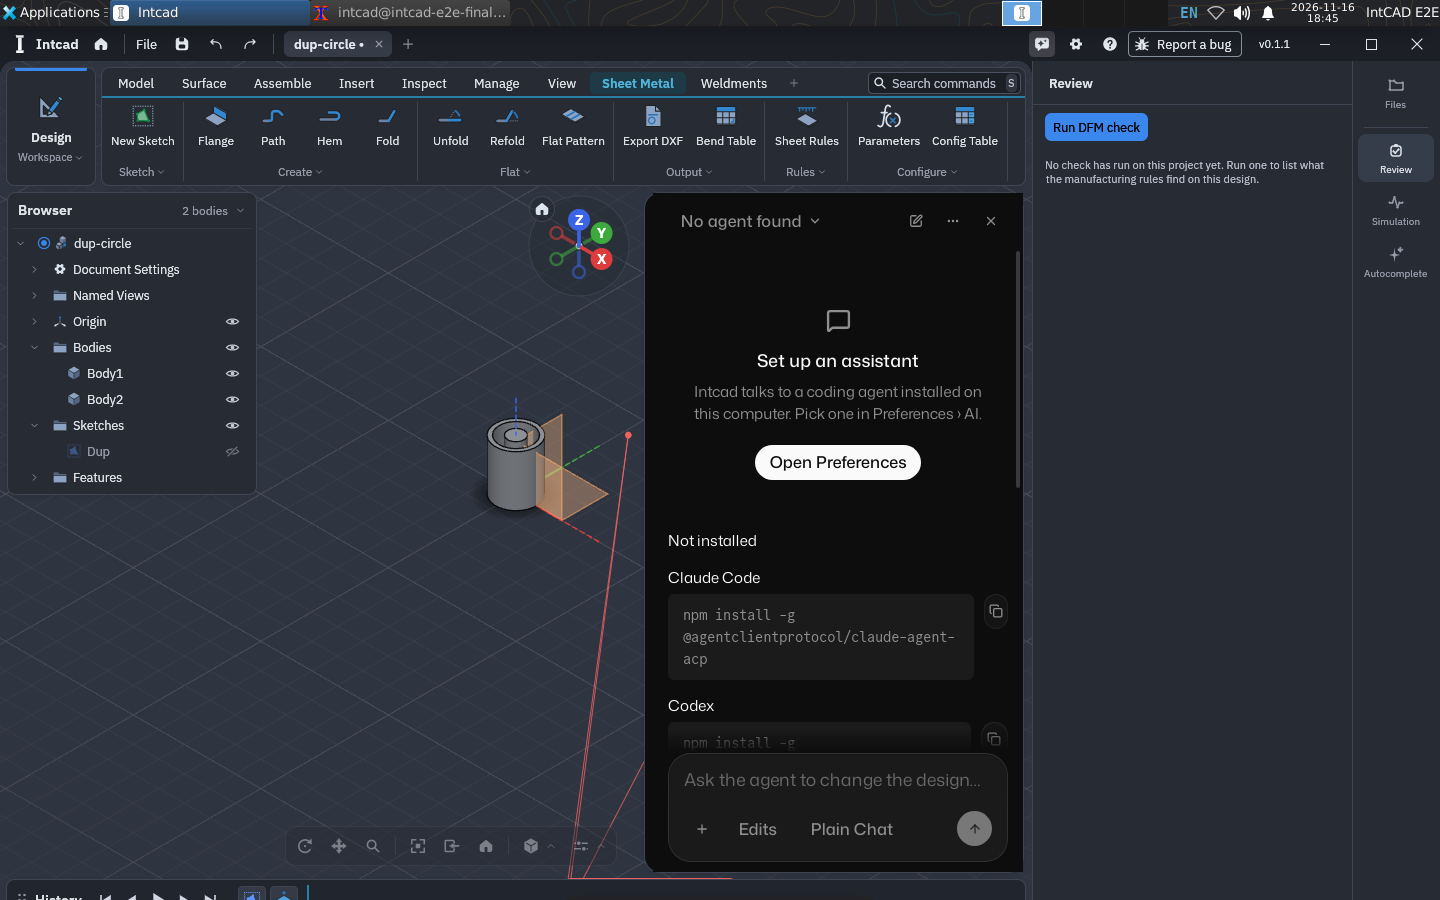 Applications
Intcad
intcad@intcad-e2e-final...
EN
2026-11-16
18:45
IntCAD E2E
Intcad
File
dup-circle •
Report a bug
v0.1.1
Design
Workspace
Model
Surface
Assemble
Insert
Inspect
Manage
View
Sheet Metal
Weldments
Search commands
S
New Sketch
Flange
Path
Hem
Fold
Unfold
Refold
Flat Pattern
Export DXF
Bend Table
Sheet Rules
Parameters
Config Table
Sketch
Create
Flat
Output
Rules
Configure
Review
Run DFM check
No check has run on this project yet. Run one to list what
the manufacturing rules find on this design.
Files
Review
Simulation
Autocomplete
Browser
2 bodies
dup-circle
Document Settings
Named Views
Origin
Bodies
Body1
Body2
Sketches
Dup
Features
Z
Y
X
No agent found
Set up an assistant
Intcad talks to a coding agent installed on
this computer. Pick one in Preferences › AI.
Open Preferences
Not installed
Claude Code
npm install -g
@agentclientprotocol/claude-agent-
acp
Codex
npm install -g
Ask the agent to change the design...
Edits
Plain Chat
History